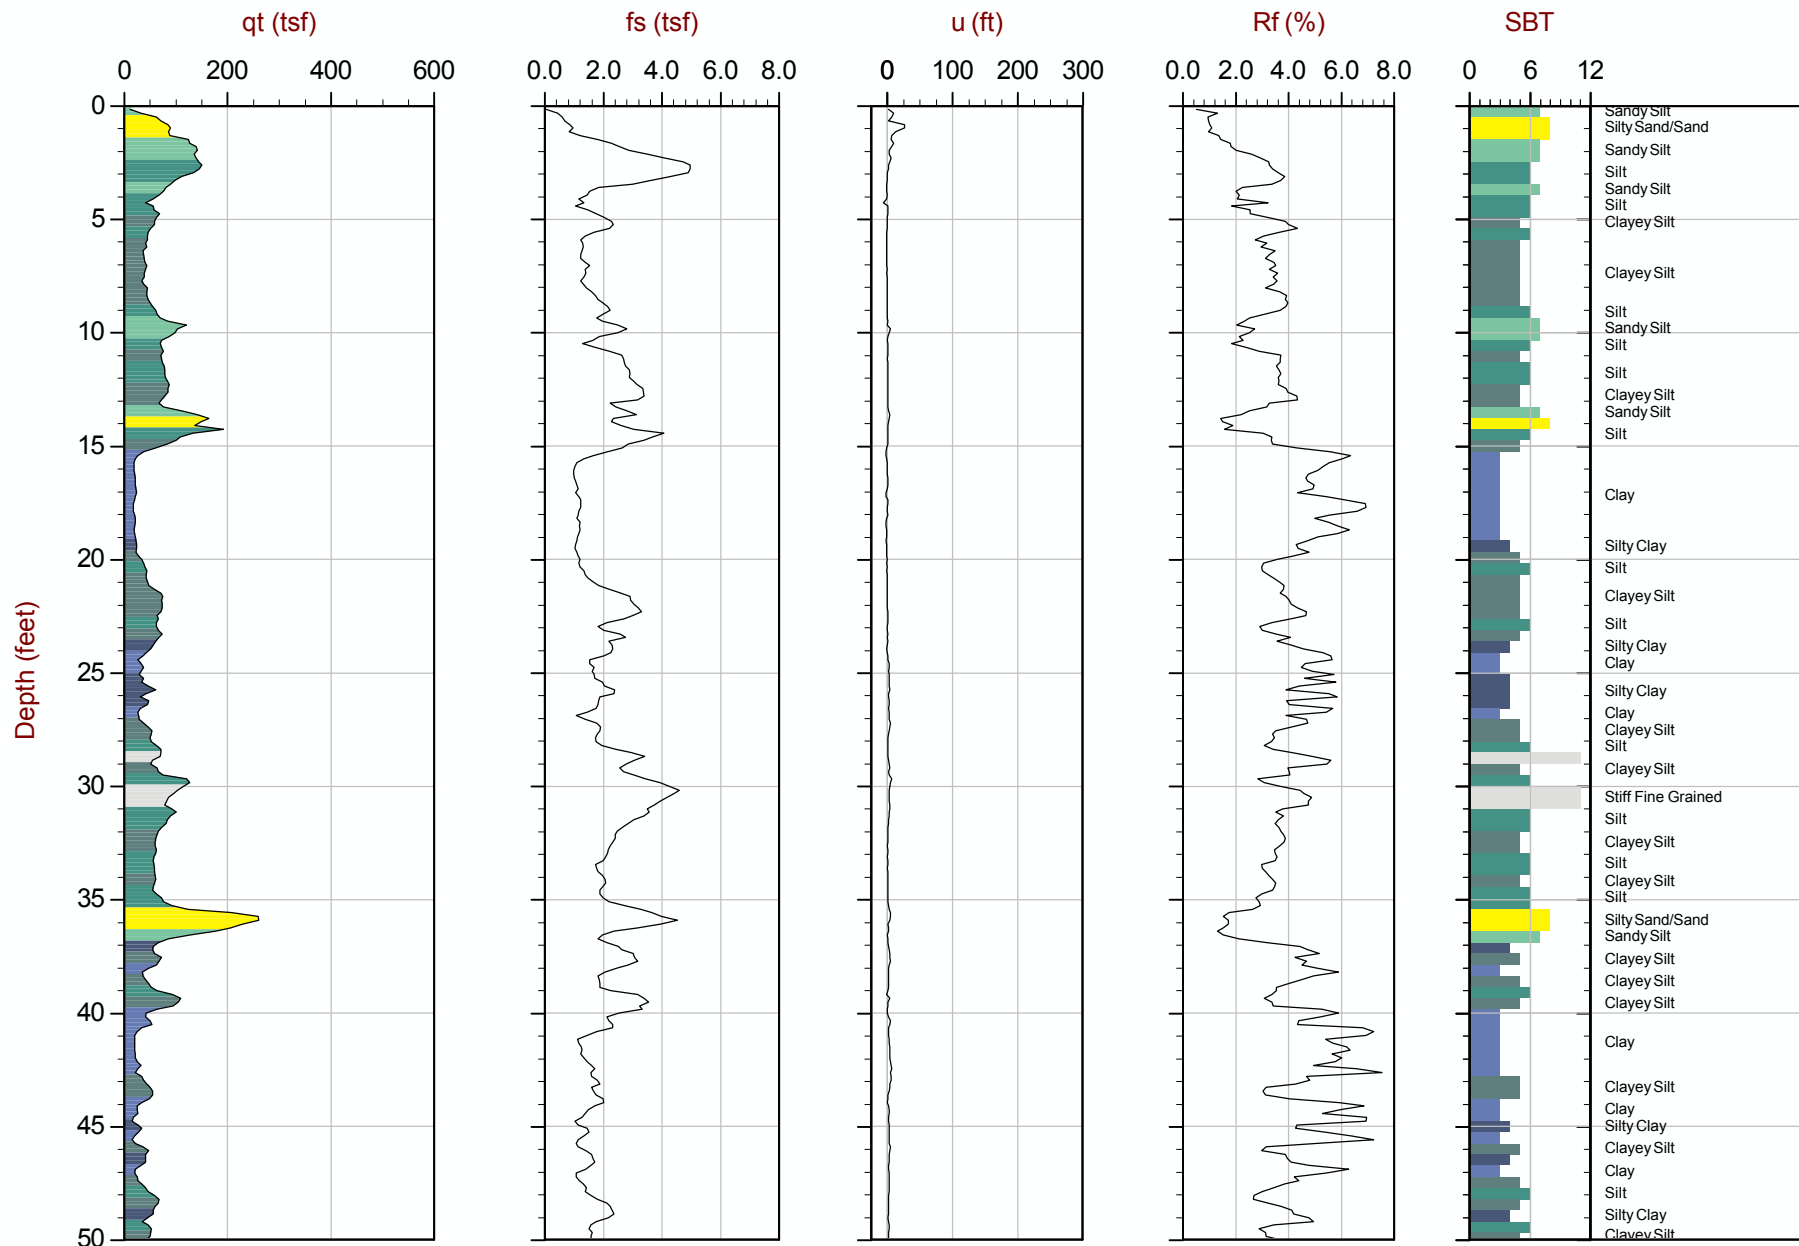 qt (tsf) fs (tsf) u (ft) Rf (%) SBT
0 200 400 600 0.0 2.0 4.0 6.0 8.0 0 100 200 300 0.0 2.0 4.0 6.0 8.0 0 6 12
Depth (feet)
0
5
10
15
20
25
30
35
40
45
50
Sandy Silt
Silty Sand/Sand
Sandy Silt
Silt
Sandy Silt
Silt
Clayey Silt
Clayey Silt
Silt
Sandy Silt
Silt
Silt
Clayey Silt
Sandy Silt
Silt
Clay
Silty Clay
Silt
Clayey Silt
Silt
Silty Clay
Clay
Silty Clay
Clay
Clayey Silt
Silt
Clayey Silt
Stiff Fine Grained
Silt
Clayey Silt
Silt
Clayey Silt
Silt
Silty Sand/Sand
Sandy Silt
Clayey Silt
Clayey Silt
Clayey Silt
Clay
Clayey Silt
Clay
Silty Clay
Clayey Silt
Clay
Silt
Silty Clay
Clayey Silt